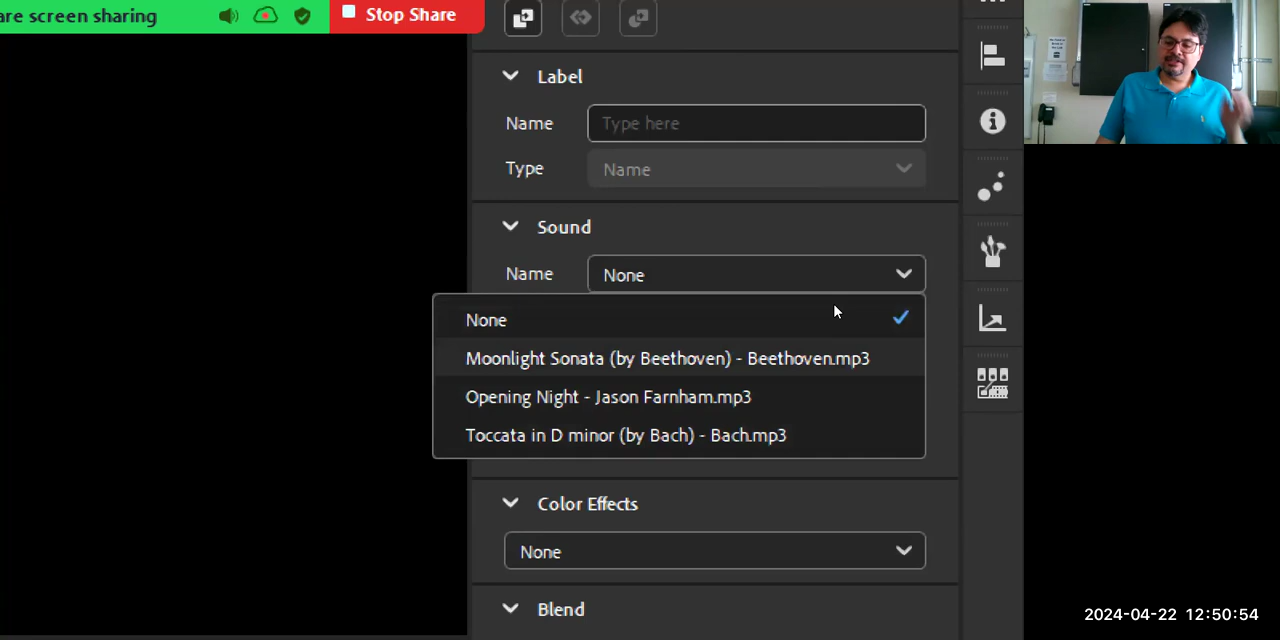 are screen sharing
Stop Share
Label
Name
Type here
Type
Name
Sound
Name
None
None
Moonlight Sonata (by Beethoven) - Beethoven.mp3
Opening Night - Jason Farnham.mp3
Toccata in D minor (by Bach) - Bach.mp3
Color Effects
None
Blend
2024-04-22 12:50:54